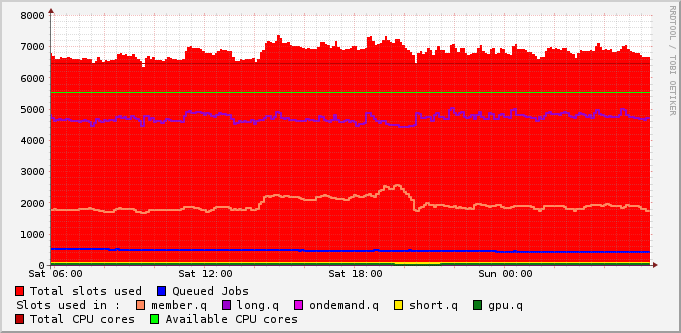 8000
7000
6000
5000
4000
3000
2000
1000
0
Sat 06:00 Sat 12:00 Sat 18:00 Sun 00:00
RRDTOOL / TOBI OETIKER
Total slots used Queued Jobs
Slots used in : member.q long.q ondemand.q short.q gpu.q
Total CPU cores Available CPU cores